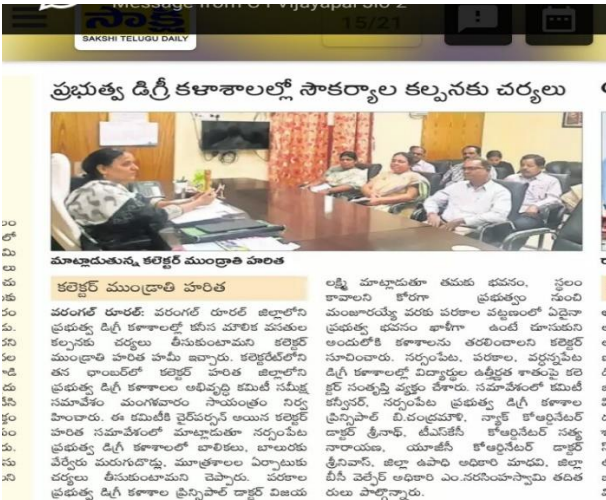 Message from
సాక్షి
SAKSHI TELUGU DAILY
15/21
ప్రభుత్వ డిగ్రీ కళాశాలల్లో సౌకర్యాల కల్పనకు చర్యలు
మాట్లాడుతున్న కలెక్టర్ ముండ్రాతి హరిత
కలెక్టర్ ముండ్రాతి హరిత
వరంగల్ రూరల్: వరంగల్ రూరల్ జిల్లాలోని
ప్రభుత్వ డిగ్రీ కళాశాలల్లో కనీస మౌలిక వసతుల
కల్పనకు చర్యలు తీసుకుంటామని కలెక్టర్
ముండ్రాతి హరిత హామీ ఇచ్చారు. కలెక్టరేట్‌లోని
తన ఛాంబర్‌లో కలెక్టర్ హరిత జిల్లాలోని
ప్రభుత్వ డిగ్రీ కళాశాలల అభివృద్ధి కమిటీ సమీక్ష
సమావేశం మంగళవారం సాయంత్రం నిర్వ
హించారు. ఈ కమిటీకి చైర్‌పర్సన్ అయిన కలెక్టర్
హరిత సమావేశంలో మాట్లాడుతూ నర్సంపేట
ప్రభుత్వ డిగ్రీ కళాశాలలో బాలికలు, బాలురకు
వేర్వేరు మరుగుదొడ్లు, మూత్రశాలల ఏర్పాటుకు
చర్యలు తీసుకుంటామని చెప్పారు. పరకాల
ప్రభుత్వ డిగ్రీ కళాశాల ప్రిన్సిపాల్ డాక్టర్ విజయ
లక్ష్మి మాట్లాడుతూ తమకు భవనం, స్థలం
కావాలని కోరగా ప్రభుత్వం నుంచి
మంజూరయ్యే వరకు పరకాల పట్టణంలో ఏదైనా
ప్రభుత్వ భవనం ఖాళీగా ఉంటే చూసుకుని
అందులోకి కళాశాలను తరలించాలని కలెక్టర్
సూచించారు. నర్సంపేట, పరకాల, వర్ధన్నపేట
డిగ్రీ కళాశాలల్లో విద్యార్థుల ఉత్తీర్ణత శాతంపై కలె
క్టర్ సంతృప్తి వ్యక్తం చేశారు. సమావేశంలో కమిటీ
కన్వీనర్, నర్సంపేట ప్రభుత్వ డిగ్రీ కళాశాల
ప్రిన్సిపాల్ బి.చంద్రమౌళి, న్యాక్ కోఆర్డినేటర్
డాక్టర్ శ్రీనాథ్, టీఎస్‌కేసీ కోఆర్డినేటర్ సత్య
నారాయణ, యూజీసీ కోఆర్డినేటర్ డాక్టర్
శ్రీనివాస్, జిల్లా ఉపాధి అధికారి మాధవి, జిల్లా
బీసీ వెల్ఫేర్ అధికారి ఎం.నరసింహస్వామి తదిత
రులు పాల్గొన్నారు.